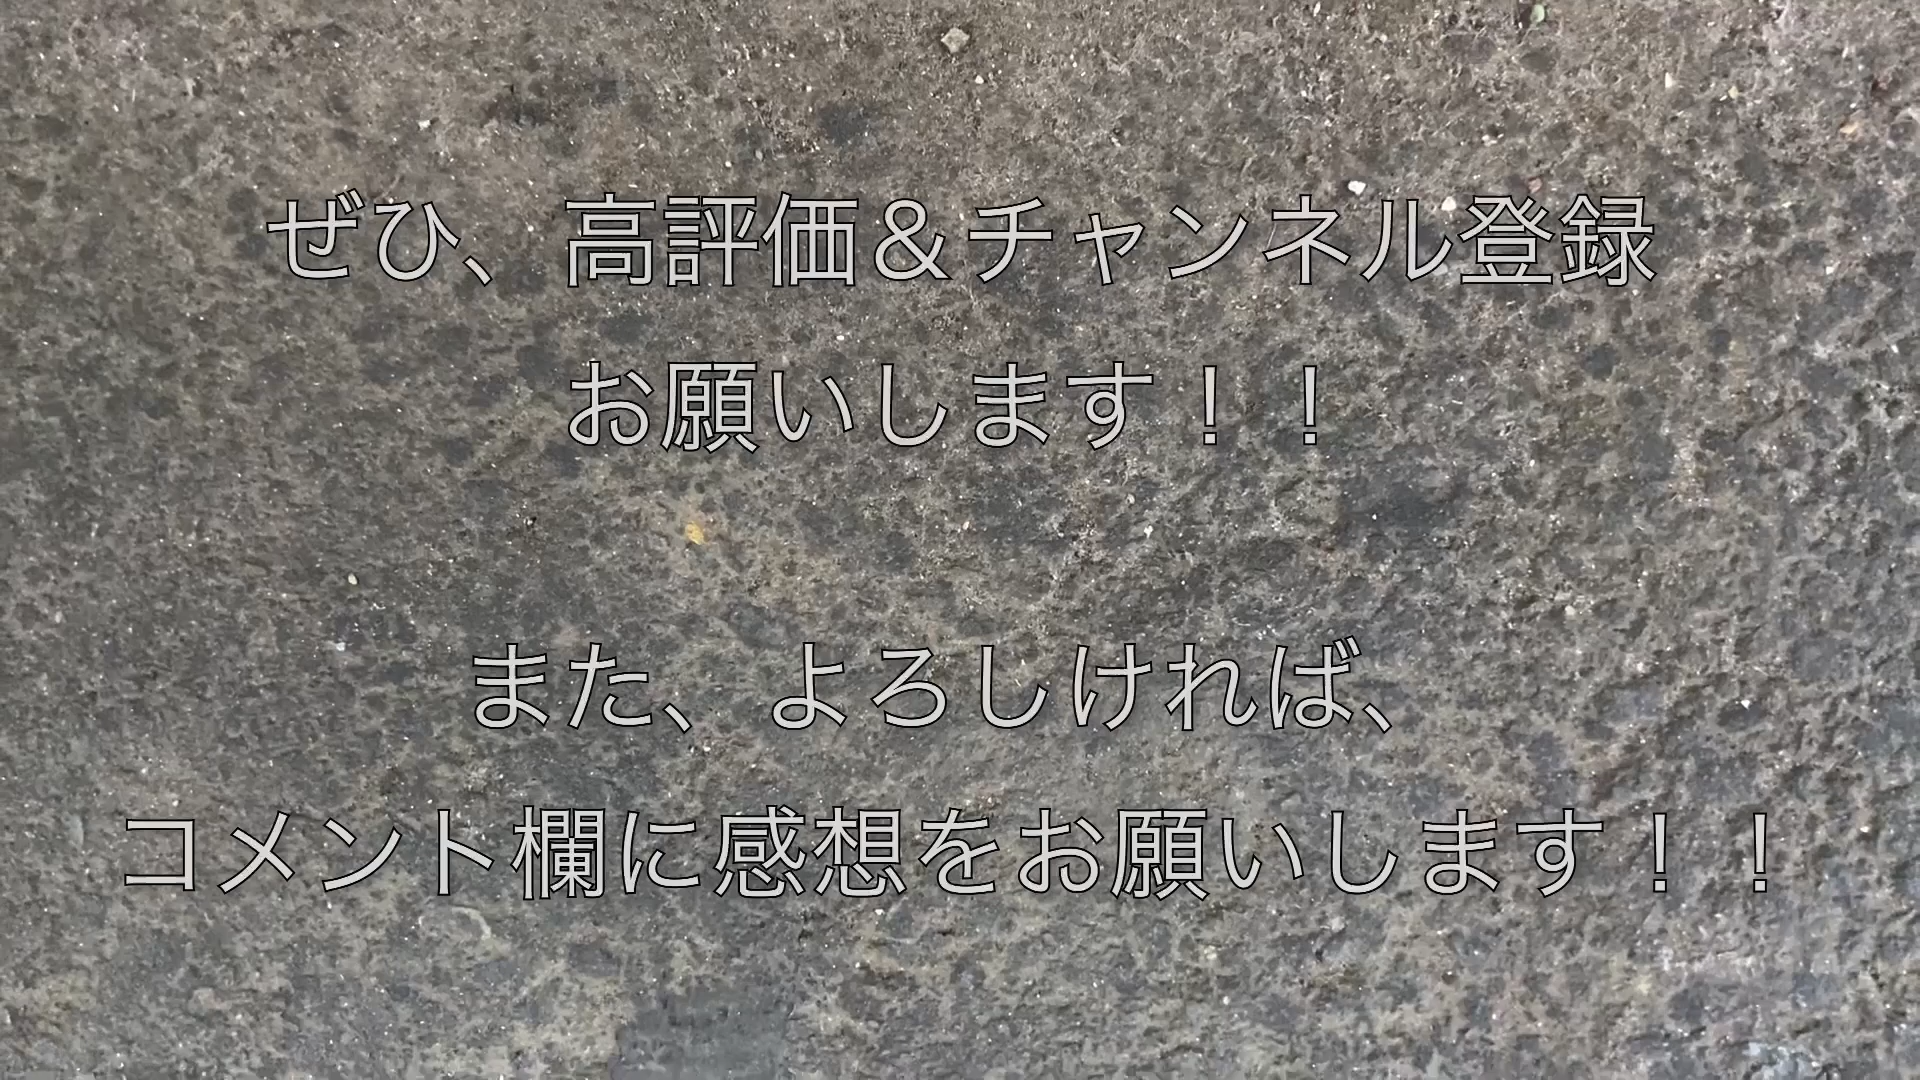 ぜひ、高評価＆チャンネル登録
お願いします！！
また、よろしければ、
コメント欄に感想をお願いします！！